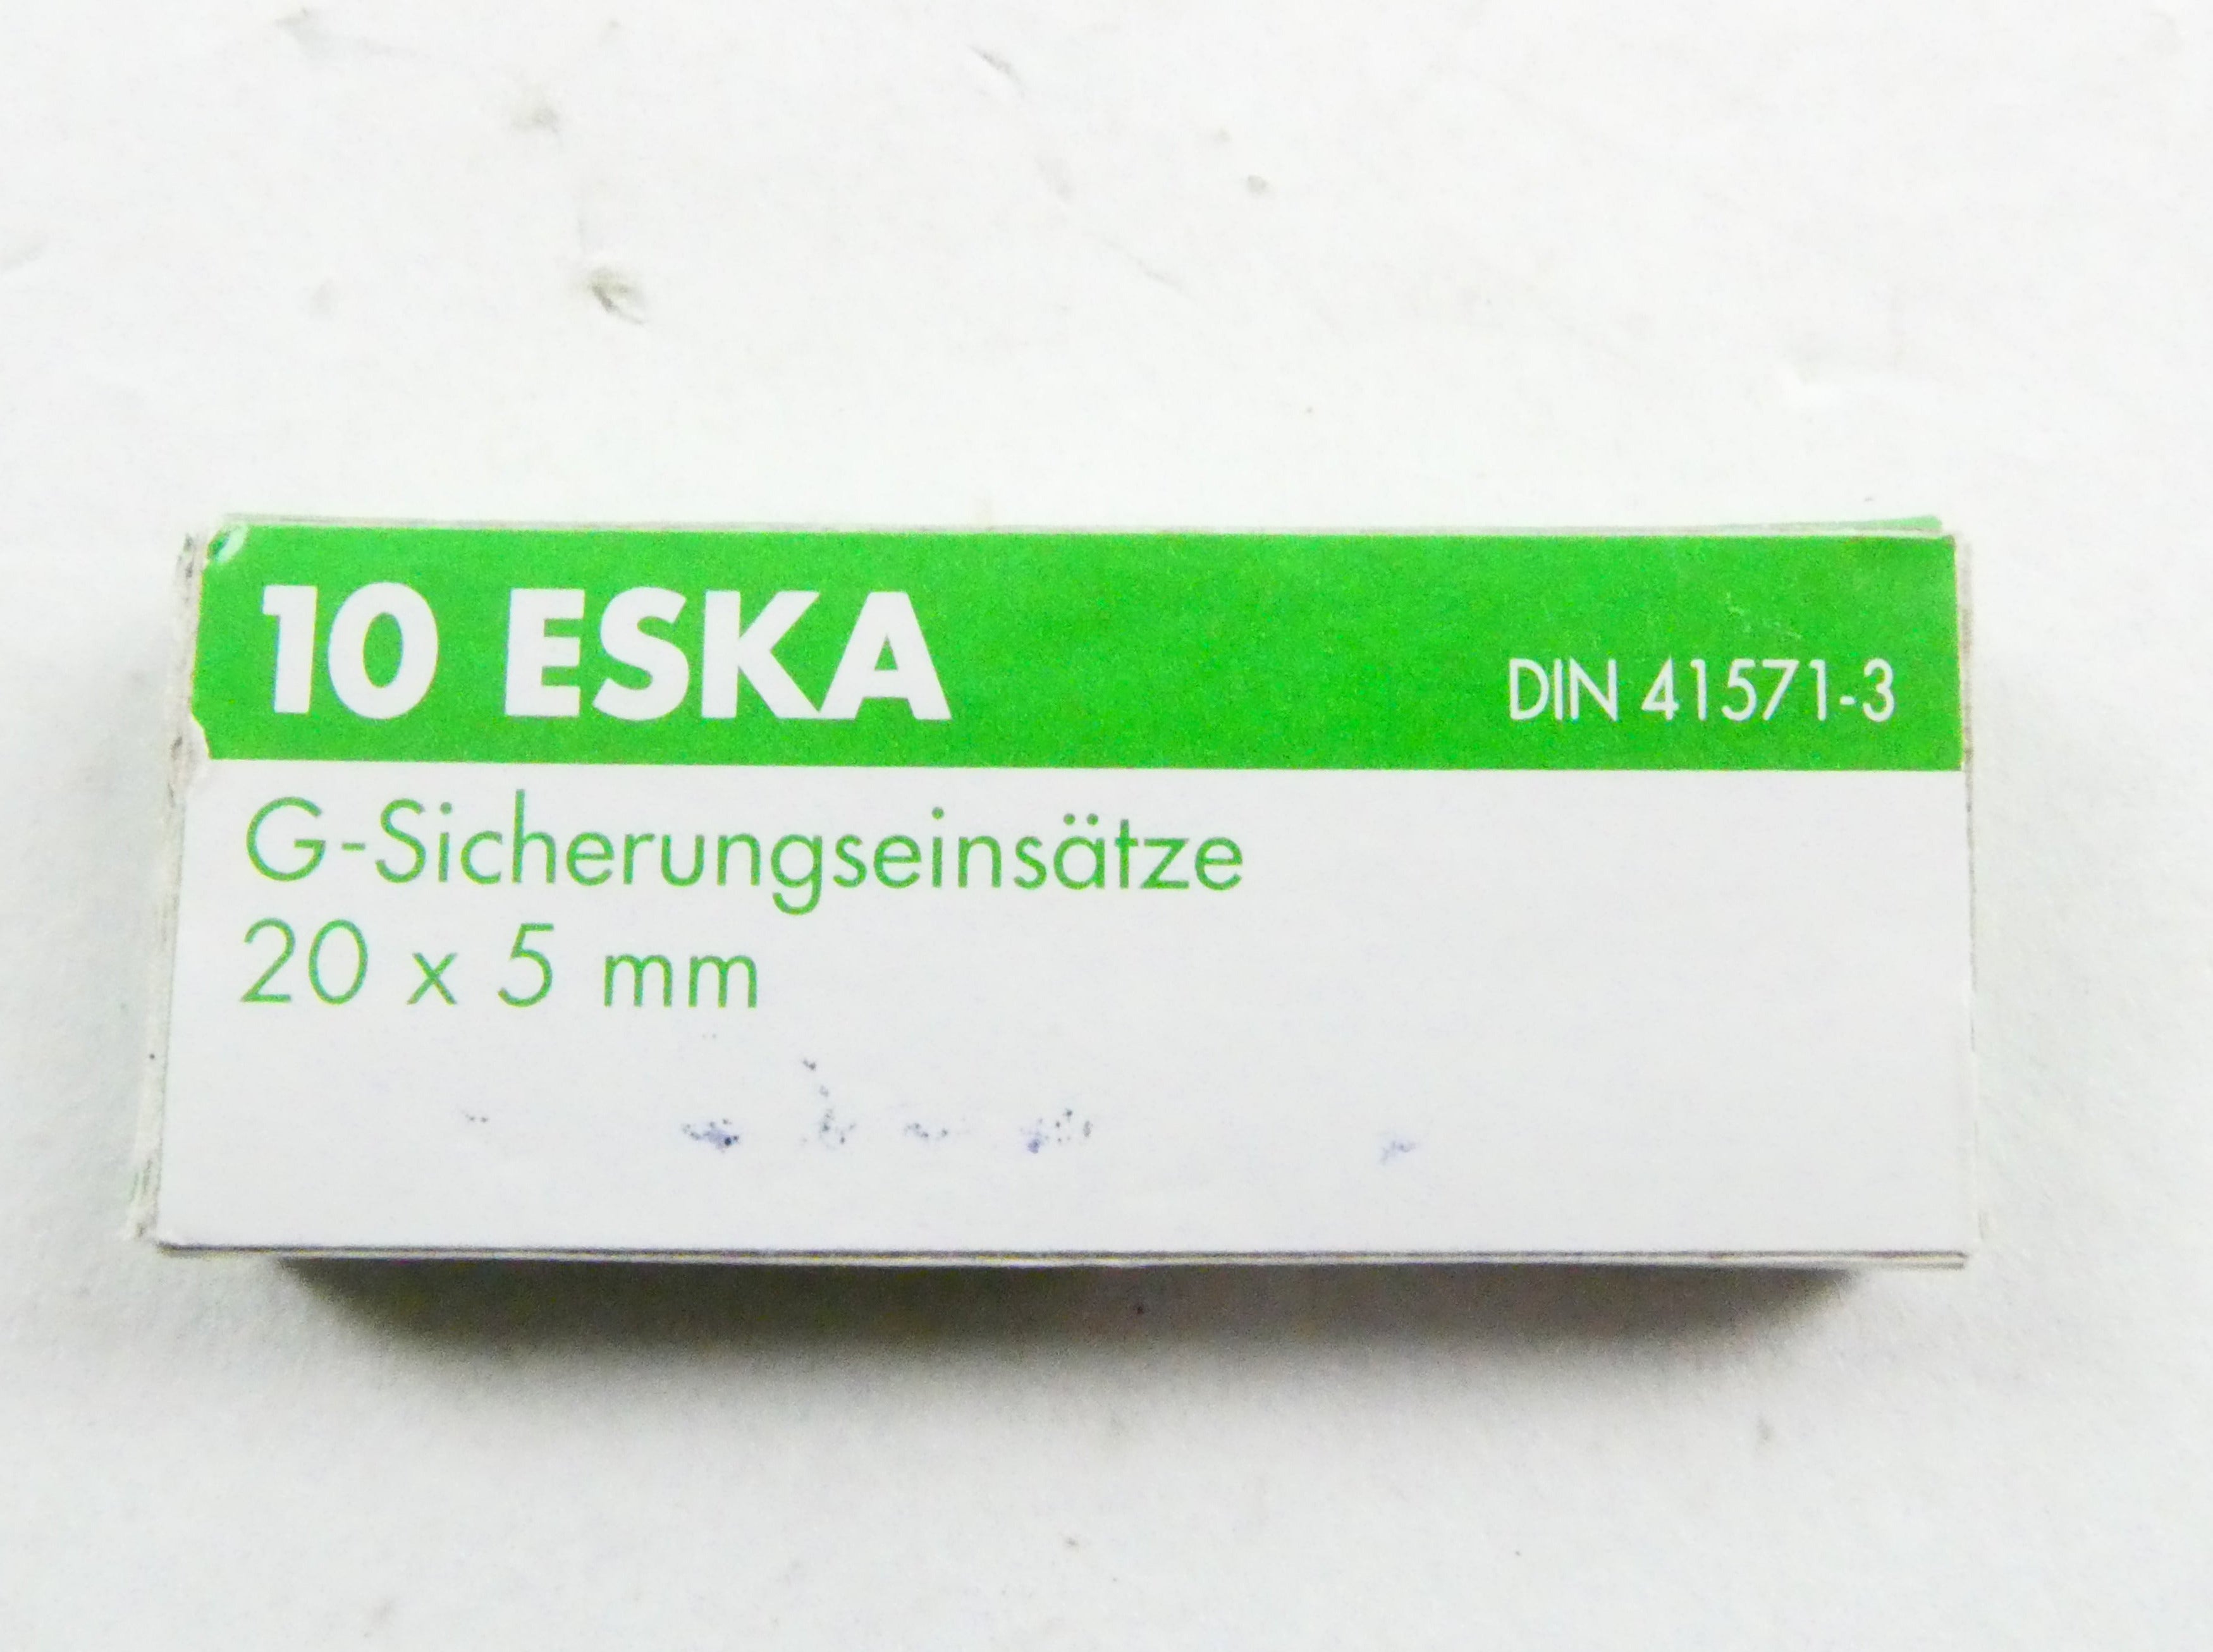 10 ESKA DIN 41571-3
G-Sicherungseinsätze
20 x 5 mm